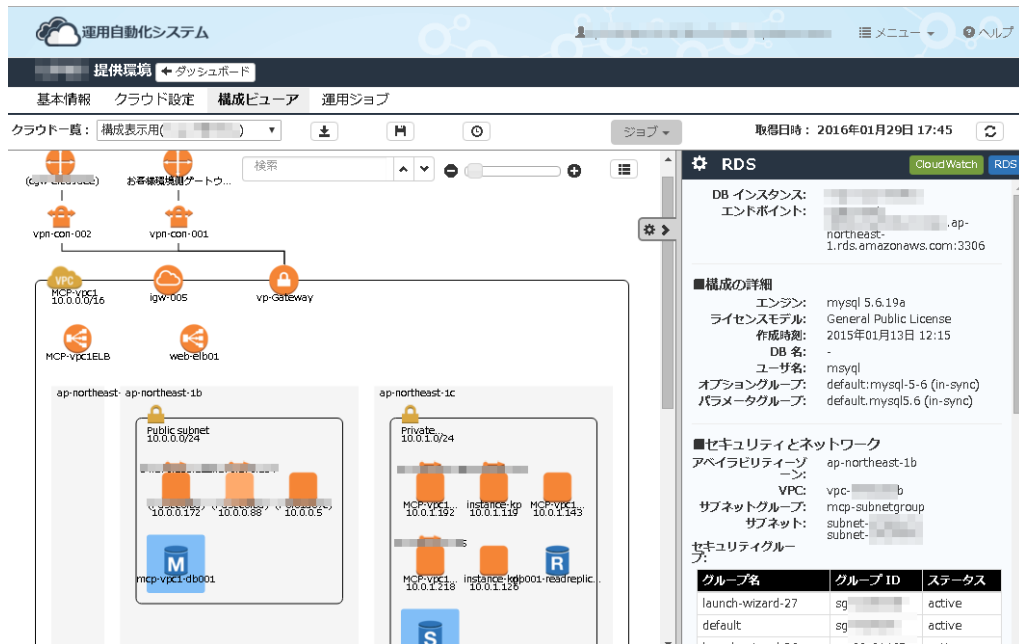 運用自動化システム
メニュー
ヘルプ
提供環境
ダッシュボード
基本情報
クラウド設定
構成ビューア
運用ジョブ
クラウド一覧：
構成表示用(
)
ジョブ
取得日時： 2016年01月29日 17:45
お客様環境側ゲートウ...
検索
vpn-con-002
vpn-con-001
VPC
MCP-vpc1
10.0.0.0/16
igw-005
vp-Gateway
MCP-vpc1ELB
web-elb01
ap-northeast-
ap-northeast-1b
ap-northeast-1c
Public subnet
10.0.0.0/24
10.0.0.172
10.0.0.88
10.0.0.5
M
mcp-vpc1-db001
Private...
10.0.1.0/24
MCP-vpc1...
10.0.1.192
instance-kp
10.0.1.119
MCP-vpc1...
10.0.1.143
MCP-vpc1...
10.0.1.218
instance-kp
10.0.1.126
R
db001-readreplic...
S
RDS
CloudWatch
RDS
DB インスタンス:
エンドポイント:
.ap-
northeast-
1.rds.amazonaws.com:3306
■構成の詳細
エンジン: mysql 5.6.19a
ライセンスモデル: General Public License
作成時刻: 2015年01月13日 12:15
DB 名: -
ユーザ名: msyql
オプショングループ: default:mysql-5-6 (in-sync)
パラメータグループ: default.mysql5.6 (in-sync)
■セキュリティとネットワーク
アベイラビリティーゾ
ーン: ap-northeast-1b
VPC: vpc- b
サブネットグループ: mcp-subnetgroup
サブネット: subnet-
subnet-
セキュリティグルー
プ:
グループ名 グループ ID ステータス
launch-wizard-27 sg active
default sg active